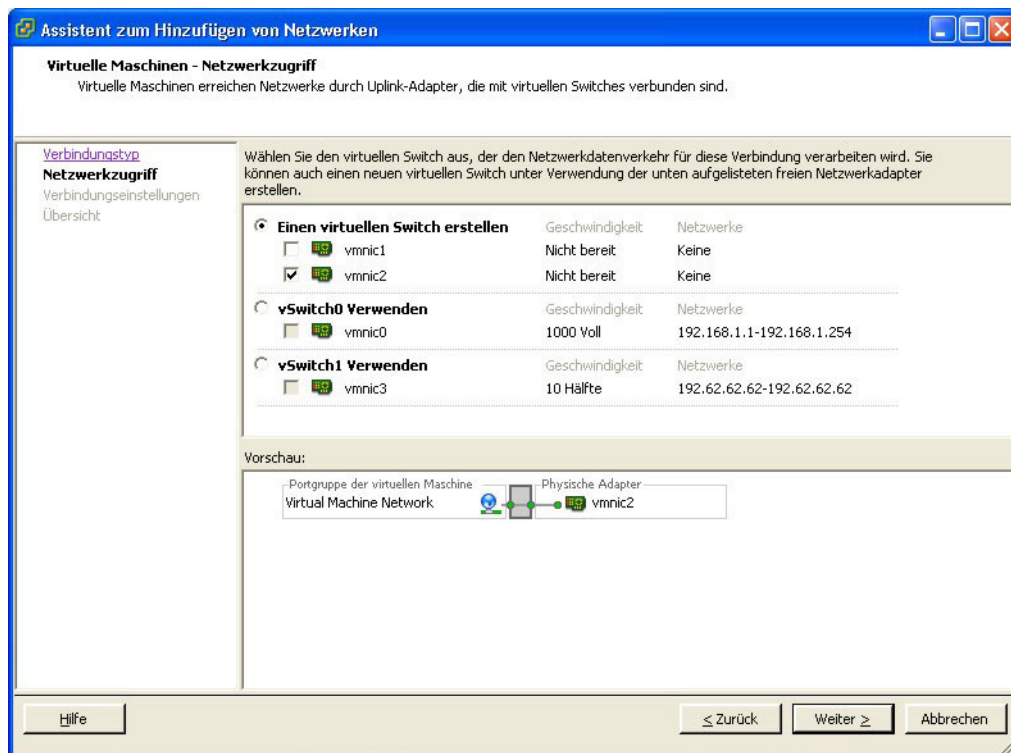 Assistent zum Hinzufügen von Netzwerken
Virtuelle Maschinen - Netzwerkzugriff
Virtuelle Maschinen erreichen Netzwerke durch Uplink-Adapter, die mit virtuellen Switches verbunden sind.
Verbindungstyp
Netzwerkzugriff
Verbindungseinstellungen
Übersicht
Wählen Sie den virtuellen Switch aus, der den Netzwerkdatenverkehr für diese Verbindung verarbeiten wird. Sie
können auch einen neuen virtuellen Switch unter Verwendung der unten aufgelisteten freien Netzwerkadapter
erstellen.
Einen virtuellen Switch erstellen Geschwindigkeit Netzwerke
vmnic1 Nicht bereit Keine
vmnic2 Nicht bereit Keine
vSwitch0 Verwenden Geschwindigkeit Netzwerke
vmnic0 1000 Voll 192.168.1.1-192.168.1.254
vSwitch1 Verwenden Geschwindigkeit Netzwerke
vmnic3 10 Hälfte 192.62.62.62-192.62.62.62
Vorschau:
Portgruppe der virtuellen Maschine Physische Adapter
Virtual Machine Network vmnic2
Hilfe < Zurück Weiter > Abbrechen